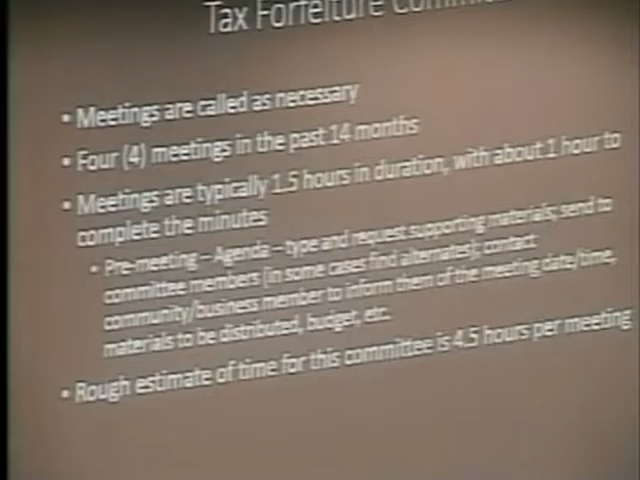 Tax Forfeiture
• Meetings are called as necessary
• Four (4) meetings in the past 14 months
• Meetings are typically 1.5 hours in duration, with about 1 hour to
complete the minutes
• Pre-meeting – Agenda – type and request supporting materials; send to
committee members (in some cases find alternates); contact
community/business member to inform them of the meeting date/time,
materials to be distributed, budget, etc.
• Rough estimate of time for this committee is 4.5 hours per meeting